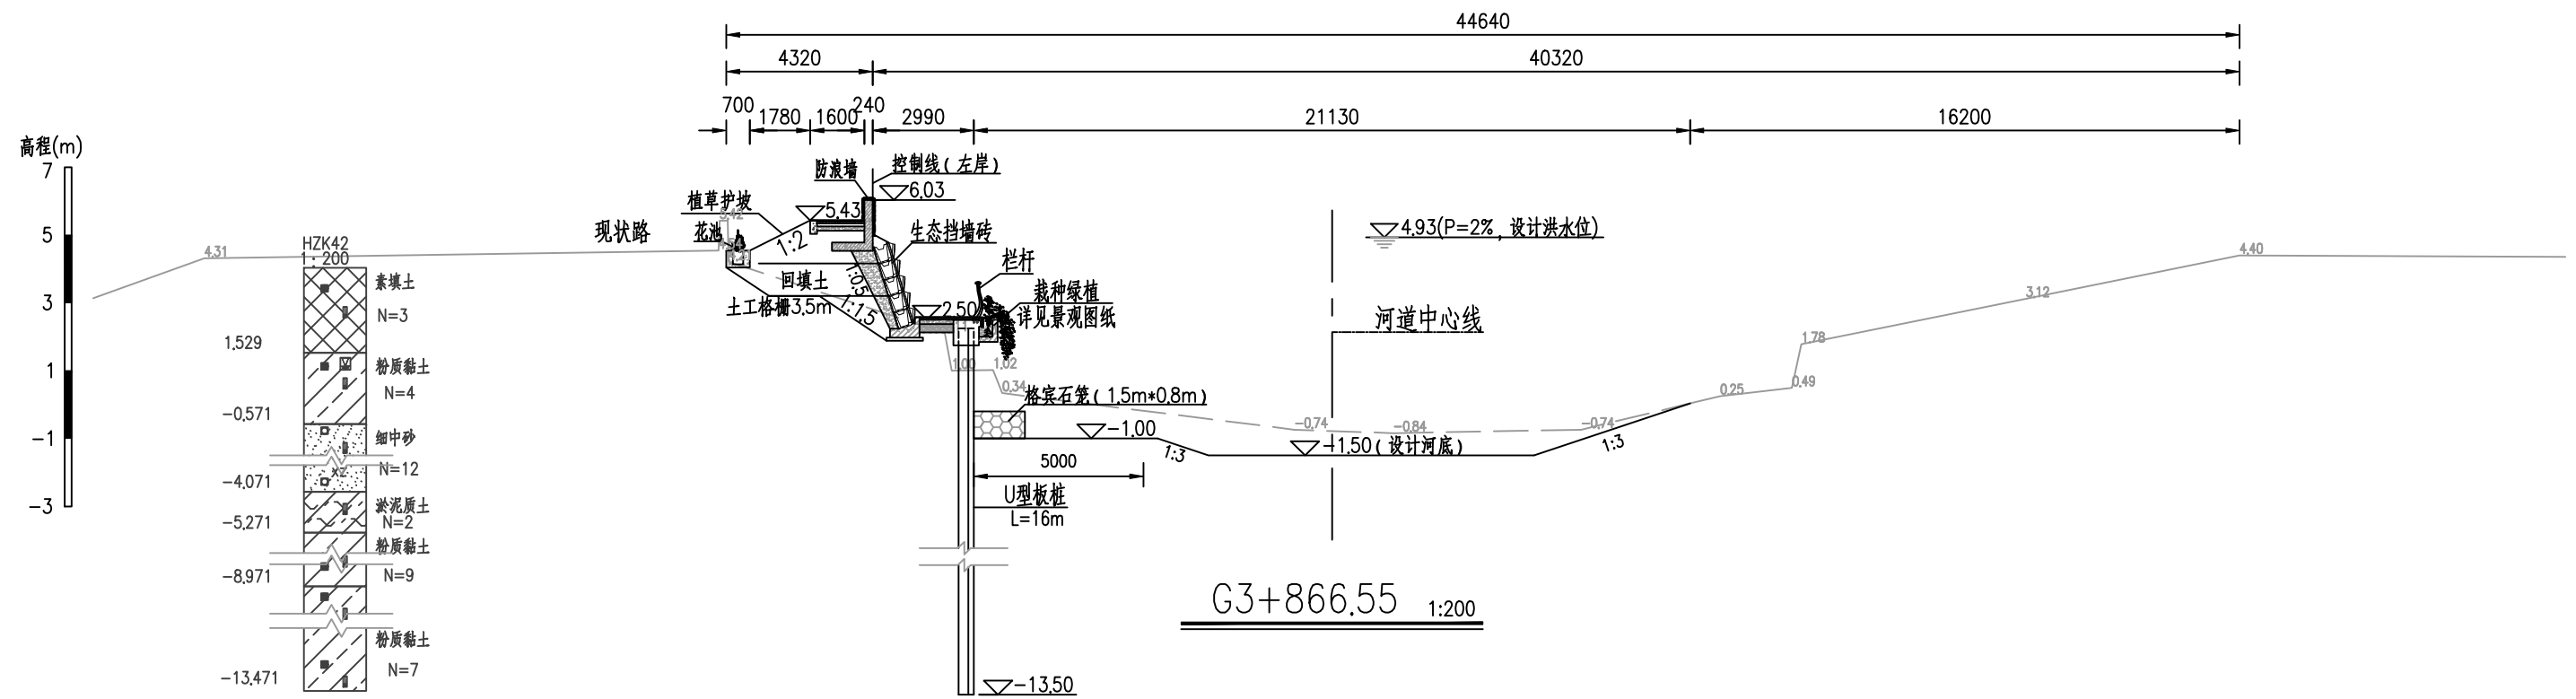 44640
4320
40320
700
1780
1600
240
2990
21130
16200
高程(m)
7
5
3
1
-1
-3
防浪墙
控制线(左岸)
6.03
植草护坡
5.42
5.43
花池
现状路
1:2
生态挡墙砖
4.93(P=2%,设计洪水位)
4.31
HZK42
1:200
素填土
N=3
1.529
粉质黏土
N=4
-0.571
细中砂
N=12
-4.071
淤泥质土
N=2
-5.271
粉质黏土
N=9
-8.971
粉质黏土
N=7
-13.471
回填土
土工格栅3.5m
1:0.5
1:1.5
2.50
栏杆
栽种绿植
详见景观图纸
河道中心线
4.40
3.12
1.78
0.49
0.25
1.00
1.02
0.34
格宾石笼(1.5m*0.8m)
-0.74
-0.84
-0.74
-1.00
1:3
-1.50(设计河底)
1:3
5000
U型板桩
L=16m
-13.50
G3+866.55 1:200